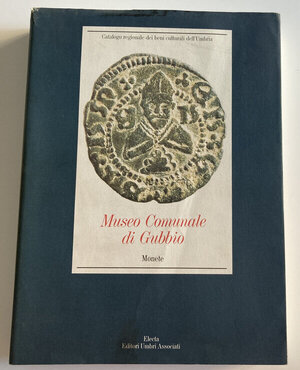 Catalogo regionale dei beni culturali dell'Umbria
Museo Comunale
di Gubbio
Monete
Electa
Editori Umbri Associati